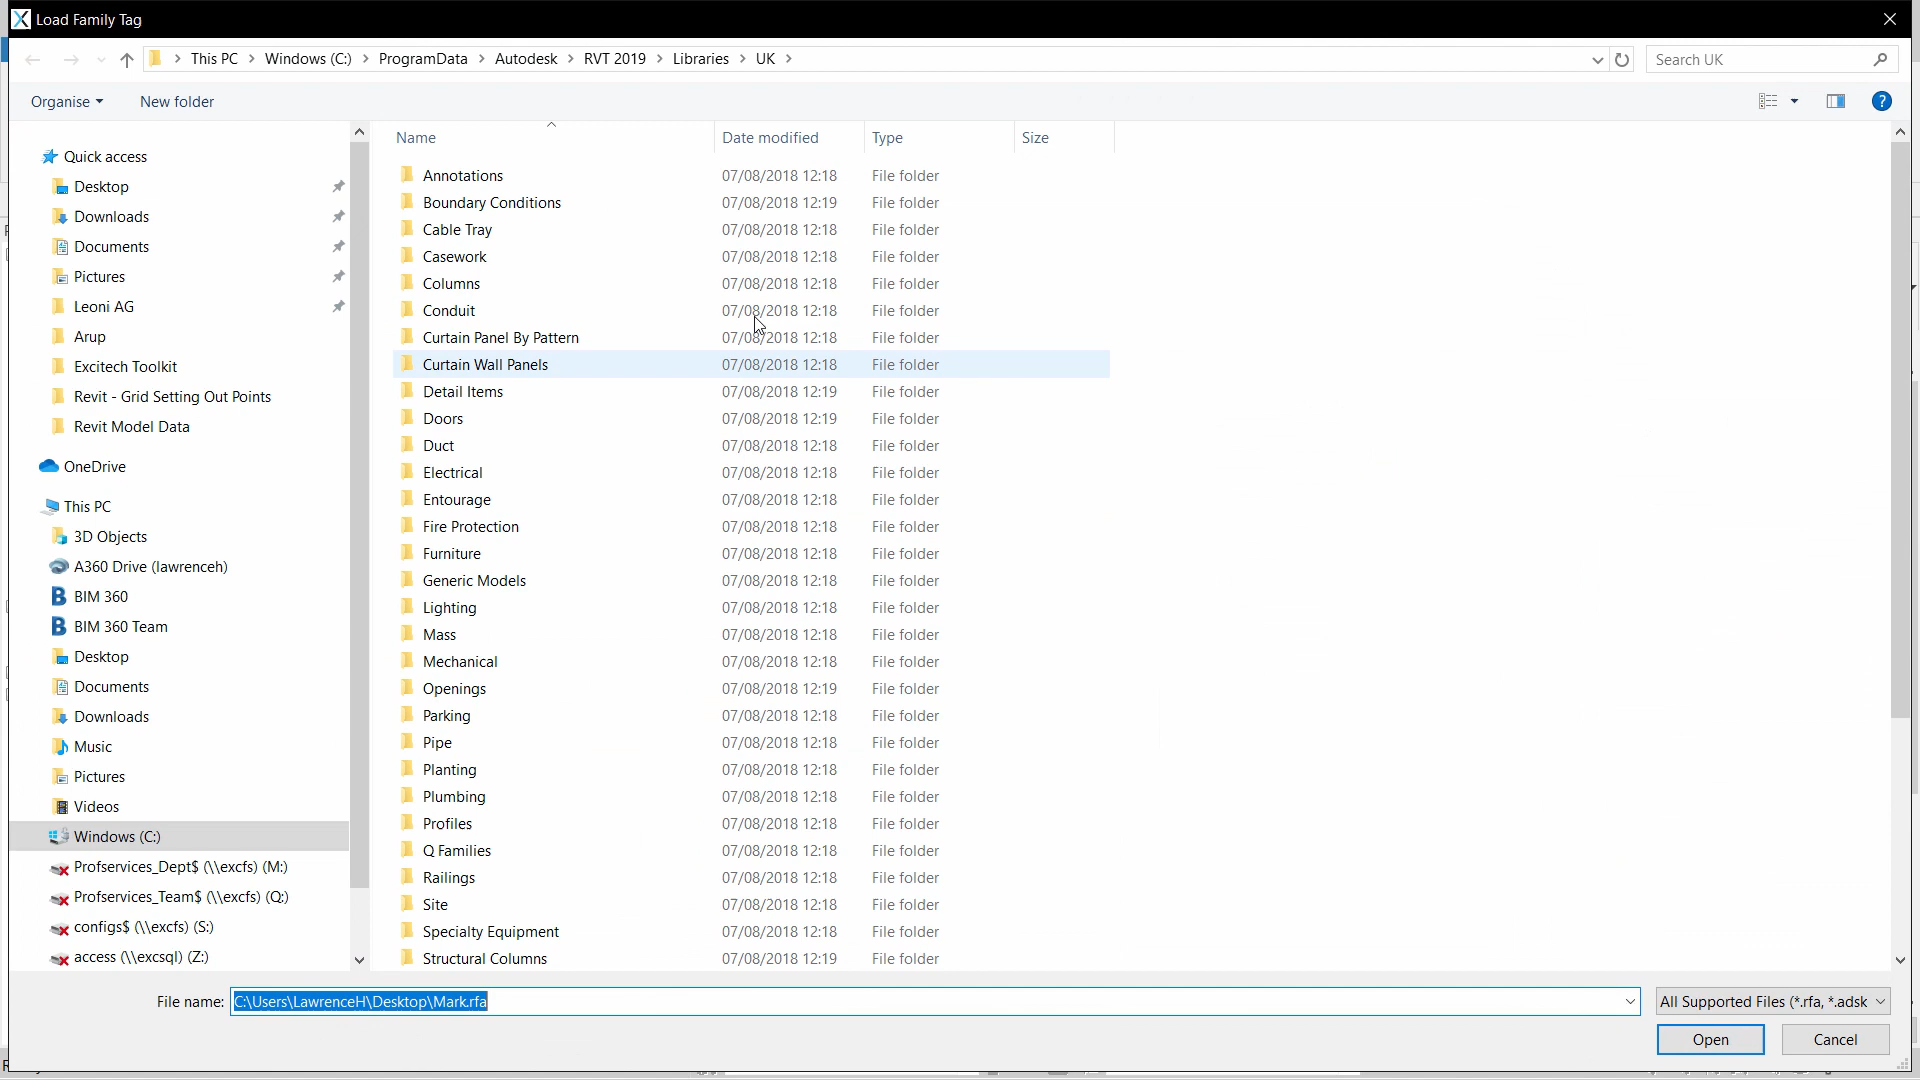 Load Family Tag
This PC > Windows (C:) > ProgramData > Autodesk > RVT 2019 > Libraries > UK >
Search UK
Organise
New folder
Name
Date modified
Type
Size
Quick access
Desktop
Downloads
Documents
Pictures
Leoni AG
Arup
Excitech Toolkit
Revit - Grid Setting Out Points
Revit Model Data
OneDrive
This PC
3D Objects
A360 Drive (lawrenceh)
BIM 360
BIM 360 Team
Desktop
Documents
Downloads
Music
Pictures
Videos
Windows (C:)
Profservices_Dept$ (\\excfs) (M:)
Profservices_Team$ (\\excfs) (Q:)
configs$ (\\excfs) (S:)
access (\\excsql) (Z:)
Annotations 07/08/2018 12:18 File folder
Boundary Conditions 07/08/2018 12:19 File folder
Cable Tray 07/08/2018 12:18 File folder
Casework 07/08/2018 12:18 File folder
Columns 07/08/2018 12:18 File folder
Conduit 07/08/2018 12:18 File folder
Curtain Panel By Pattern 07/08/2018 12:18 File folder
Curtain Wall Panels 07/08/2018 12:18 File folder
Detail Items 07/08/2018 12:19 File folder
Doors 07/08/2018 12:19 File folder
Duct 07/08/2018 12:18 File folder
Electrical 07/08/2018 12:18 File folder
Entourage 07/08/2018 12:18 File folder
Fire Protection 07/08/2018 12:18 File folder
Furniture 07/08/2018 12:18 File folder
Generic Models 07/08/2018 12:18 File folder
Lighting 07/08/2018 12:18 File folder
Mass 07/08/2018 12:18 File folder
Mechanical 07/08/2018 12:18 File folder
Openings 07/08/2018 12:19 File folder
Parking 07/08/2018 12:18 File folder
Pipe 07/08/2018 12:18 File folder
Planting 07/08/2018 12:18 File folder
Plumbing 07/08/2018 12:18 File folder
Profiles 07/08/2018 12:18 File folder
Q Families 07/08/2018 12:18 File folder
Railings 07/08/2018 12:18 File folder
Site 07/08/2018 12:18 File folder
Specialty Equipment 07/08/2018 12:18 File folder
Structural Columns 07/08/2018 12:19 File folder
File name: C:\Users\LawrenceH\Desktop\Mark.rfa
All Supported Files (*.rfa, *.adsk
Open
Cancel